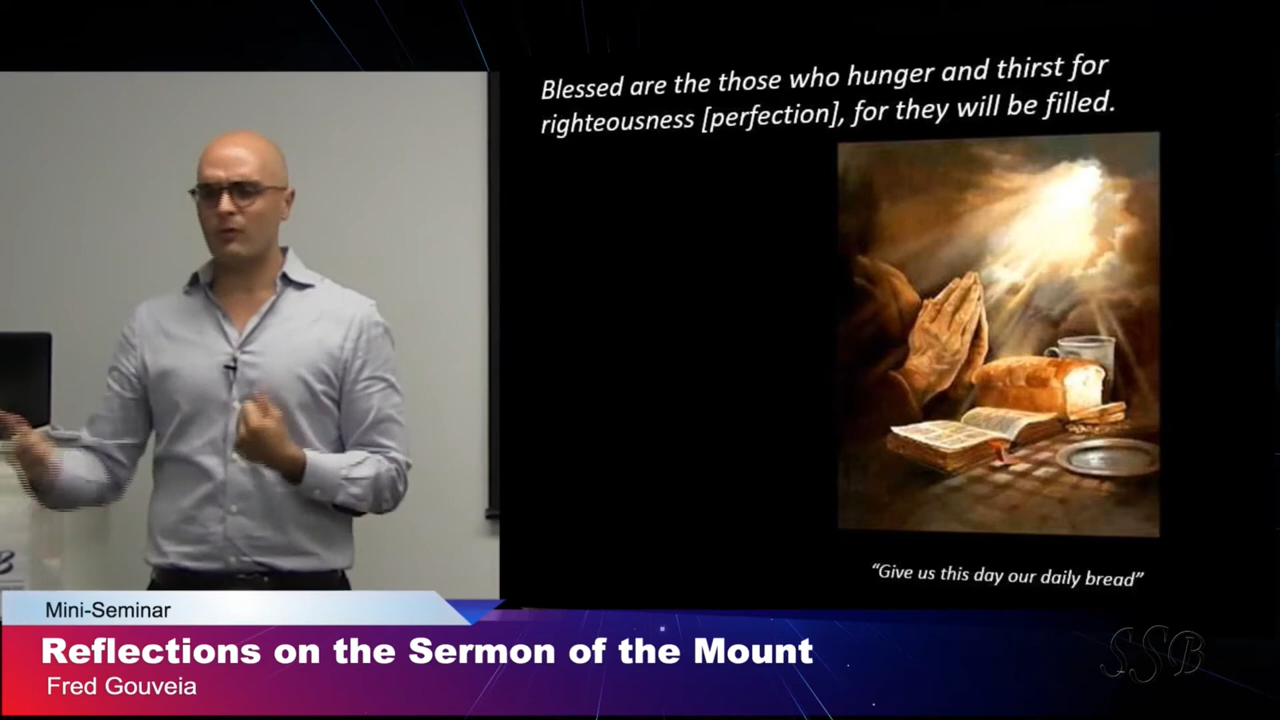 Blessed are the those who hunger and thirst for
righteousness [perfection], for they will be filled.
“Give us this day our daily bread”
Mini-Seminar
Reflections on the Sermon of the Mount
Fred Gouveia
B
SSB